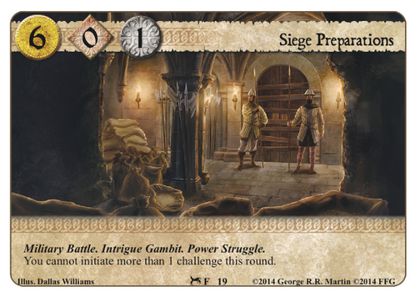 6 0 1 Siege Preparations
Military Battle. Intrigue Gambit. Power Struggle.
You cannot initiate more than 1 challenge this round.
Illus. Dallas Williams F 19 ©2014 George R.R. Martin ©2014 FFG